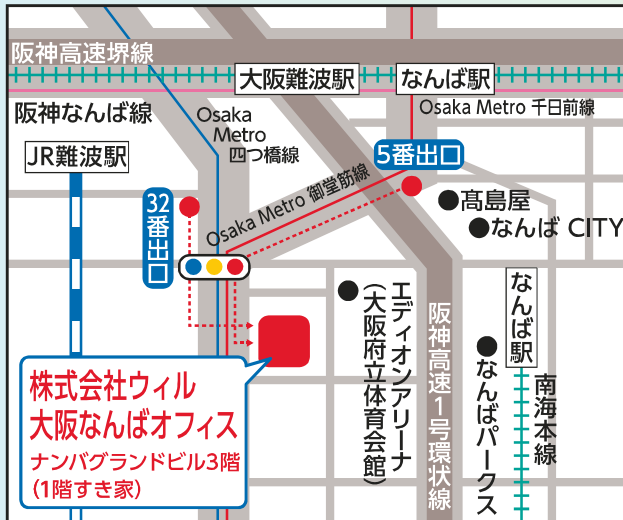 阪神高速堺線
大阪難波駅
なんば駅
阪神なんば線
Osaka Metro 千日前線
Osaka
Metro
四つ橋線
JR難波駅
5番出口
Osaka Metro 御堂筋線
32番出口
髙島屋
なんば CITY
エディオンアリーナ
(大阪府立体育会館)
阪神高速1号環状線
なんば駅
なんばパークス
南海本線
株式会社ウィル
大阪なんばオフィス
ナンバグランドビル3階
(1階すき家)